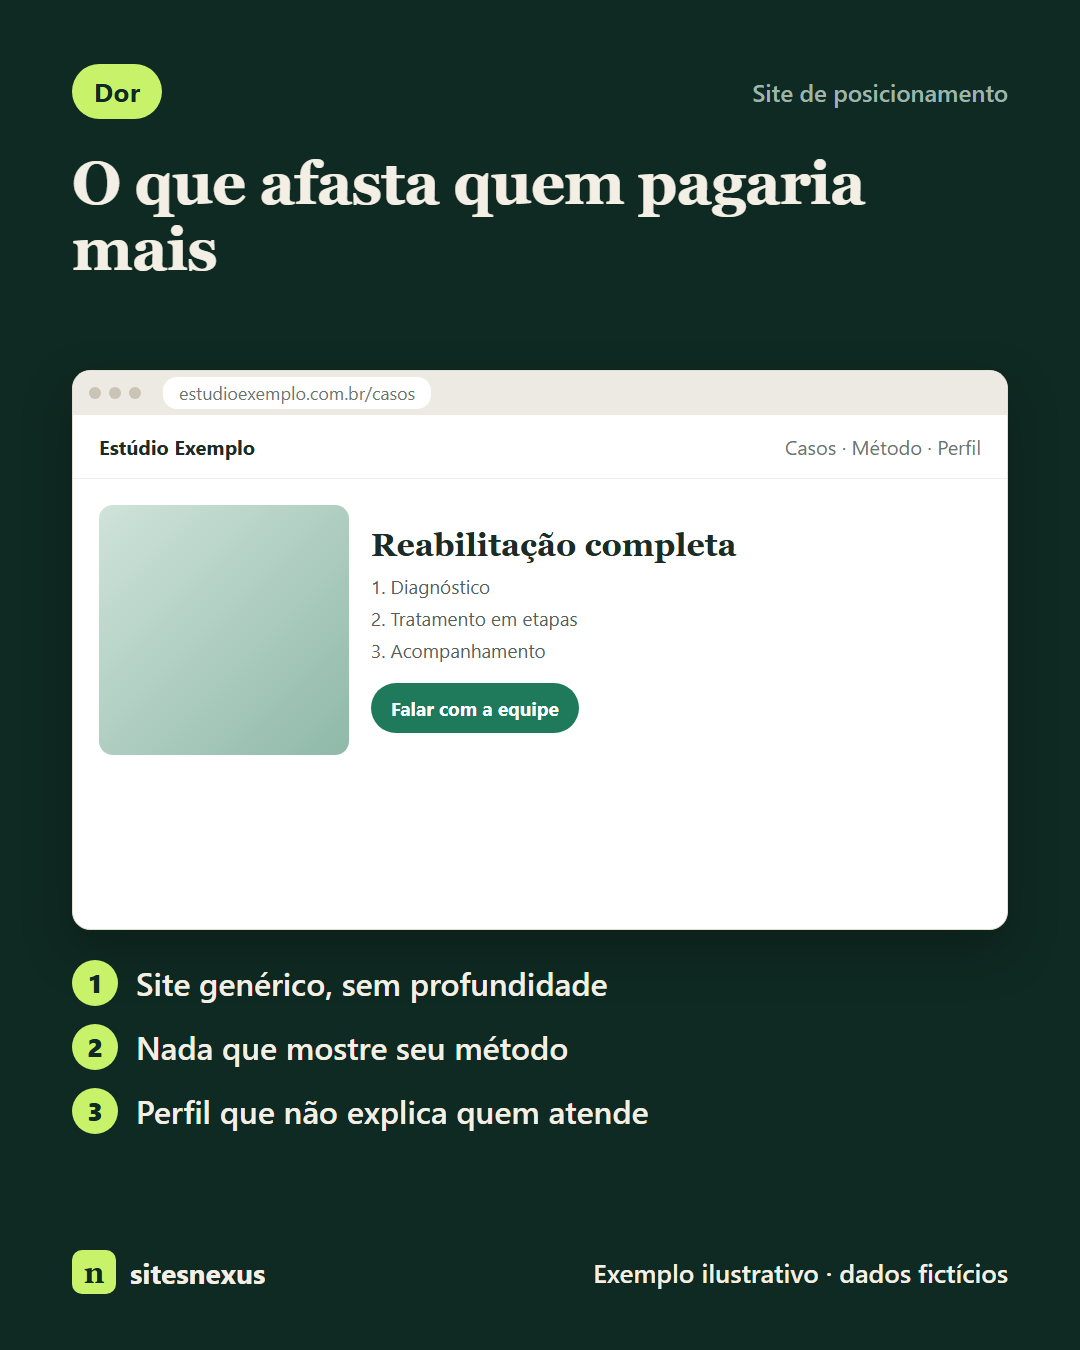 Dor
Site de posicionamento
O que afasta quem pagaria
mais
estudioexemplo.com.br/casos
Estúdio Exemplo
Casos · Método · Perfil
Reabilitação completa
1. Diagnóstico
2. Tratamento em etapas
3. Acompanhamento
Falar com a equipe
1 Site genérico, sem profundidade
2 Nada que mostre seu método
3 Perfil que não explica quem atende
n sitesnexus
Exemplo ilustrativo · dados fictícios